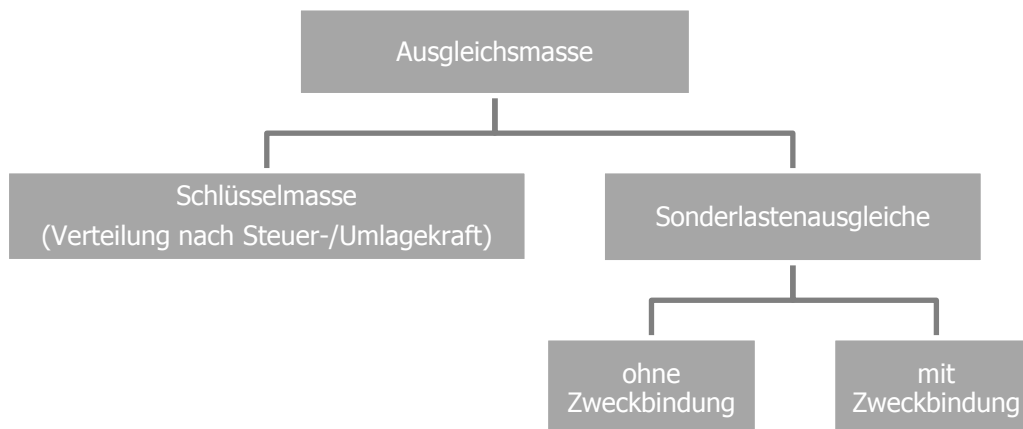 Ausgleichsmasse
Schlüsselmasse
(Verteilung nach Steuer-/Umlagekraft)
Sonderlastenausgleiche
ohne
Zweckbindung
mit
Zweckbindung